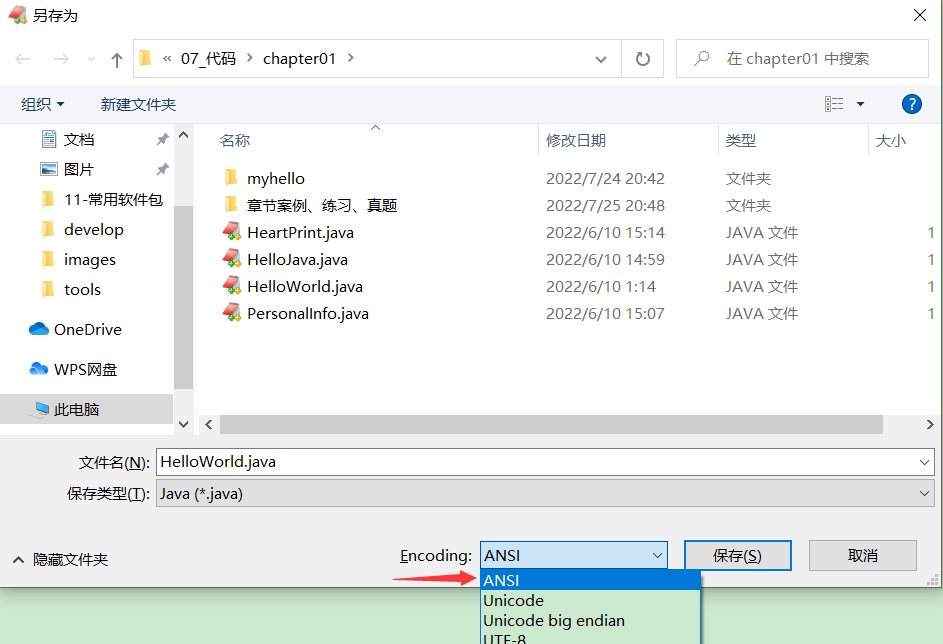 另存为
« 07_代码 › chapter01 ›
在 chapter01 中搜索
组织
新建文件夹
?
文档
图片
11-常用软件包
develop
images
tools
OneDrive
WPS网盘
此电脑
名称 修改日期 类型 大小
myhello 2022/7/24 20:42 文件夹
章节案例、练习、真题 2022/7/25 20:48 文件夹
HeartPrint.java 2022/6/10 15:14 JAVA 文件 1
HelloJava.java 2022/6/10 14:59 JAVA 文件 1
HelloWorld.java 2022/6/10 1:14 JAVA 文件 1
PersonalInfo.java 2022/6/10 15:07 JAVA 文件 1
文件名(N): HelloWorld.java
保存类型(T): Java (*.java)
隐藏文件夹
Encoding: ANSI
保存(S)
取消
ANSI
Unicode
Unicode big endian
UTF-8